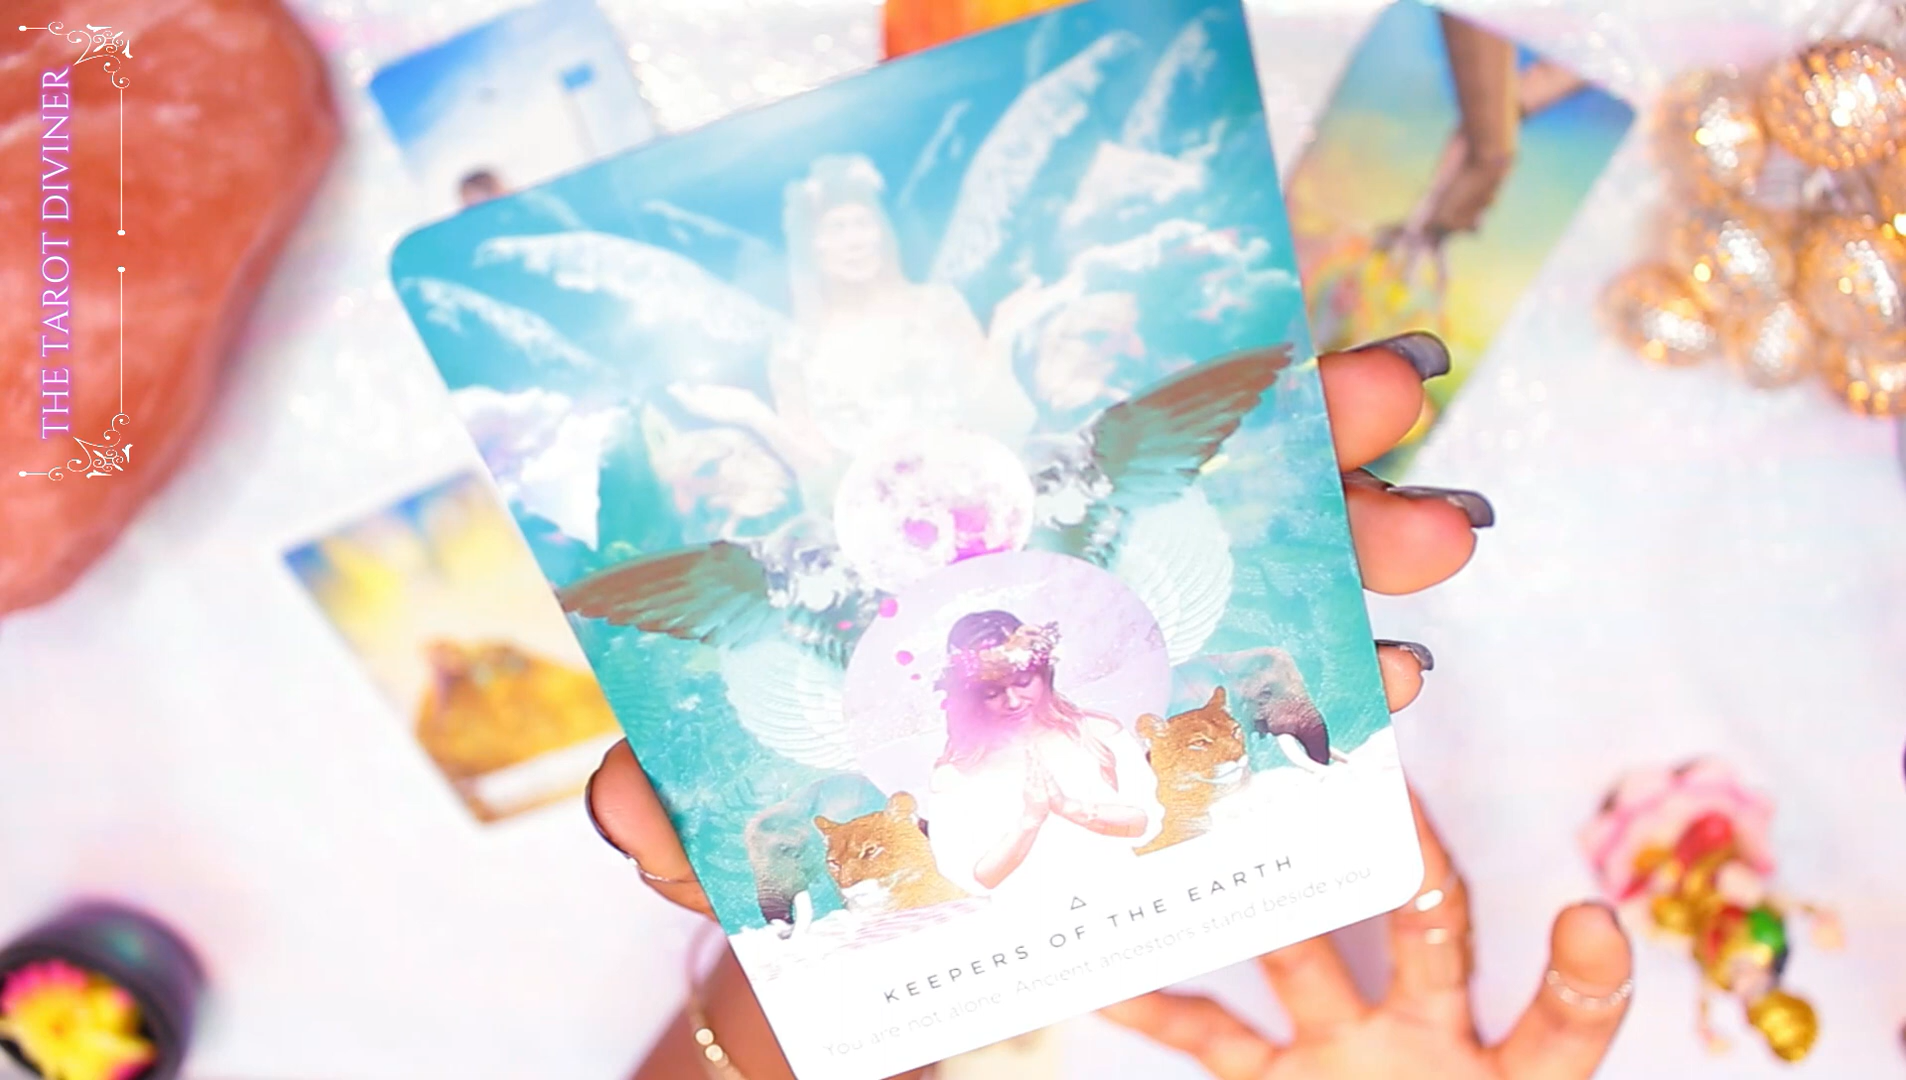 THE TAROT DIVINER
KEEPERS OF THE EARTH
You are not alone. Ancient ancestors stand beside you